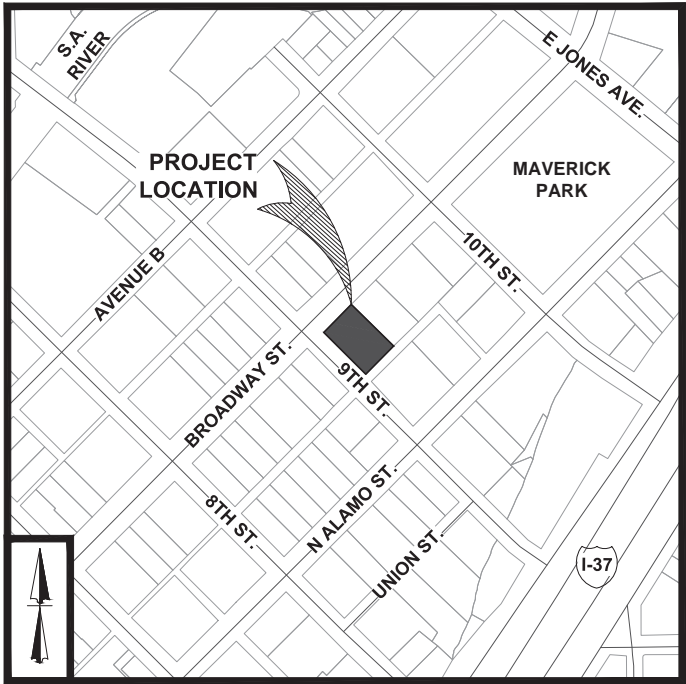 S.A.
RIVER
E JONES AVE.
PROJECT
LOCATION
MAVERICK
PARK
10TH ST.
AVENUE B
BROADWAY ST.
9TH ST.
8TH ST.
N ALAMO ST.
UNION ST.
I-37